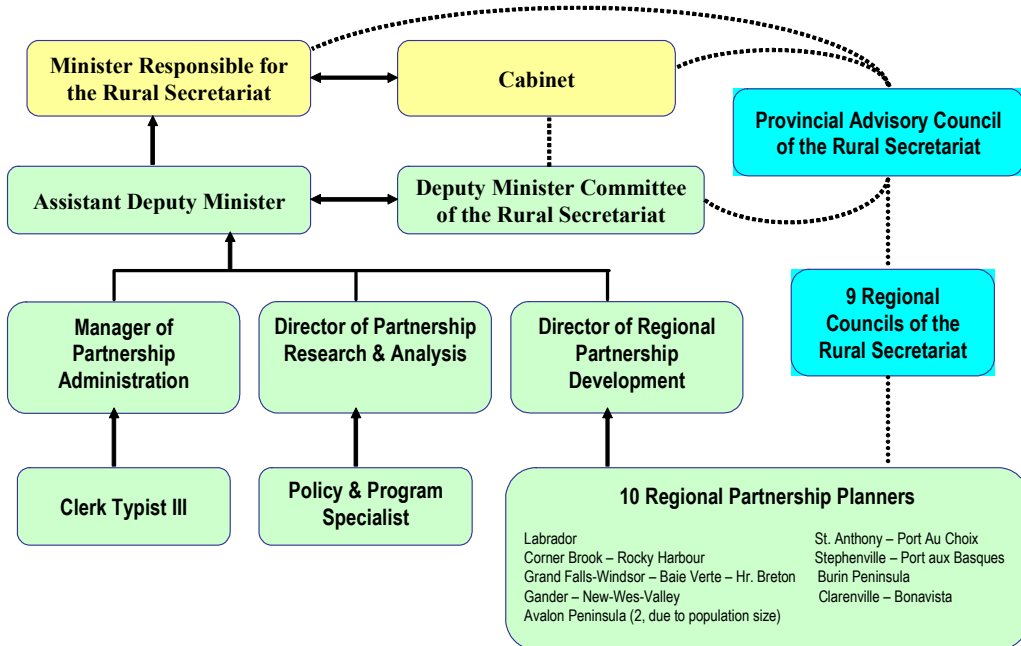 Minister Responsible for
the Rural Secretariat
Cabinet
Provincial Advisory Council
of the Rural Secretariat
Assistant Deputy Minister
Deputy Minister Committee
of the Rural Secretariat
9 Regional
Councils of the
Rural Secretariat
Manager of
Partnership
Administration
Director of Partnership
Research & Analysis
Director of Regional
Partnership
Development
Clerk Typist III
Policy & Program
Specialist
10 Regional Partnership Planners
Labrador
Corner Brook – Rocky Harbour
Grand Falls-Windsor – Baie Verte – Hr. Breton
Gander – New-Wes-Valley
Avalon Peninsula (2, due to population size)
St. Anthony – Port Au Choix
Stephenville – Port aux Basques
Burin Peninsula
Clarenville – Bonavista